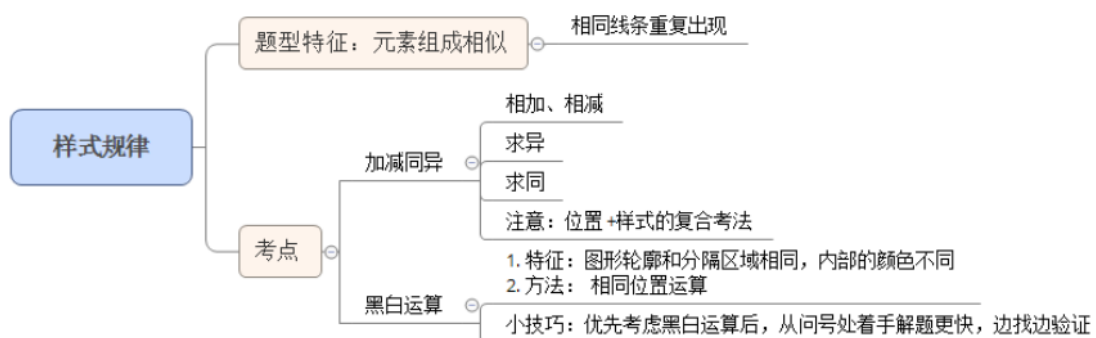 样式规律
题型特征：元素组成相似
相同线条重复出现
考点
加减同异
相加、相减
求异
求同
注意：位置+样式的复合考法
黑白运算
1. 特征：图形轮廓和分隔区域相同，内部的颜色不同
2. 方法： 相同位置运算
小技巧：优先考虑黑白运算后，从问号处着手解题更快，边找边验证